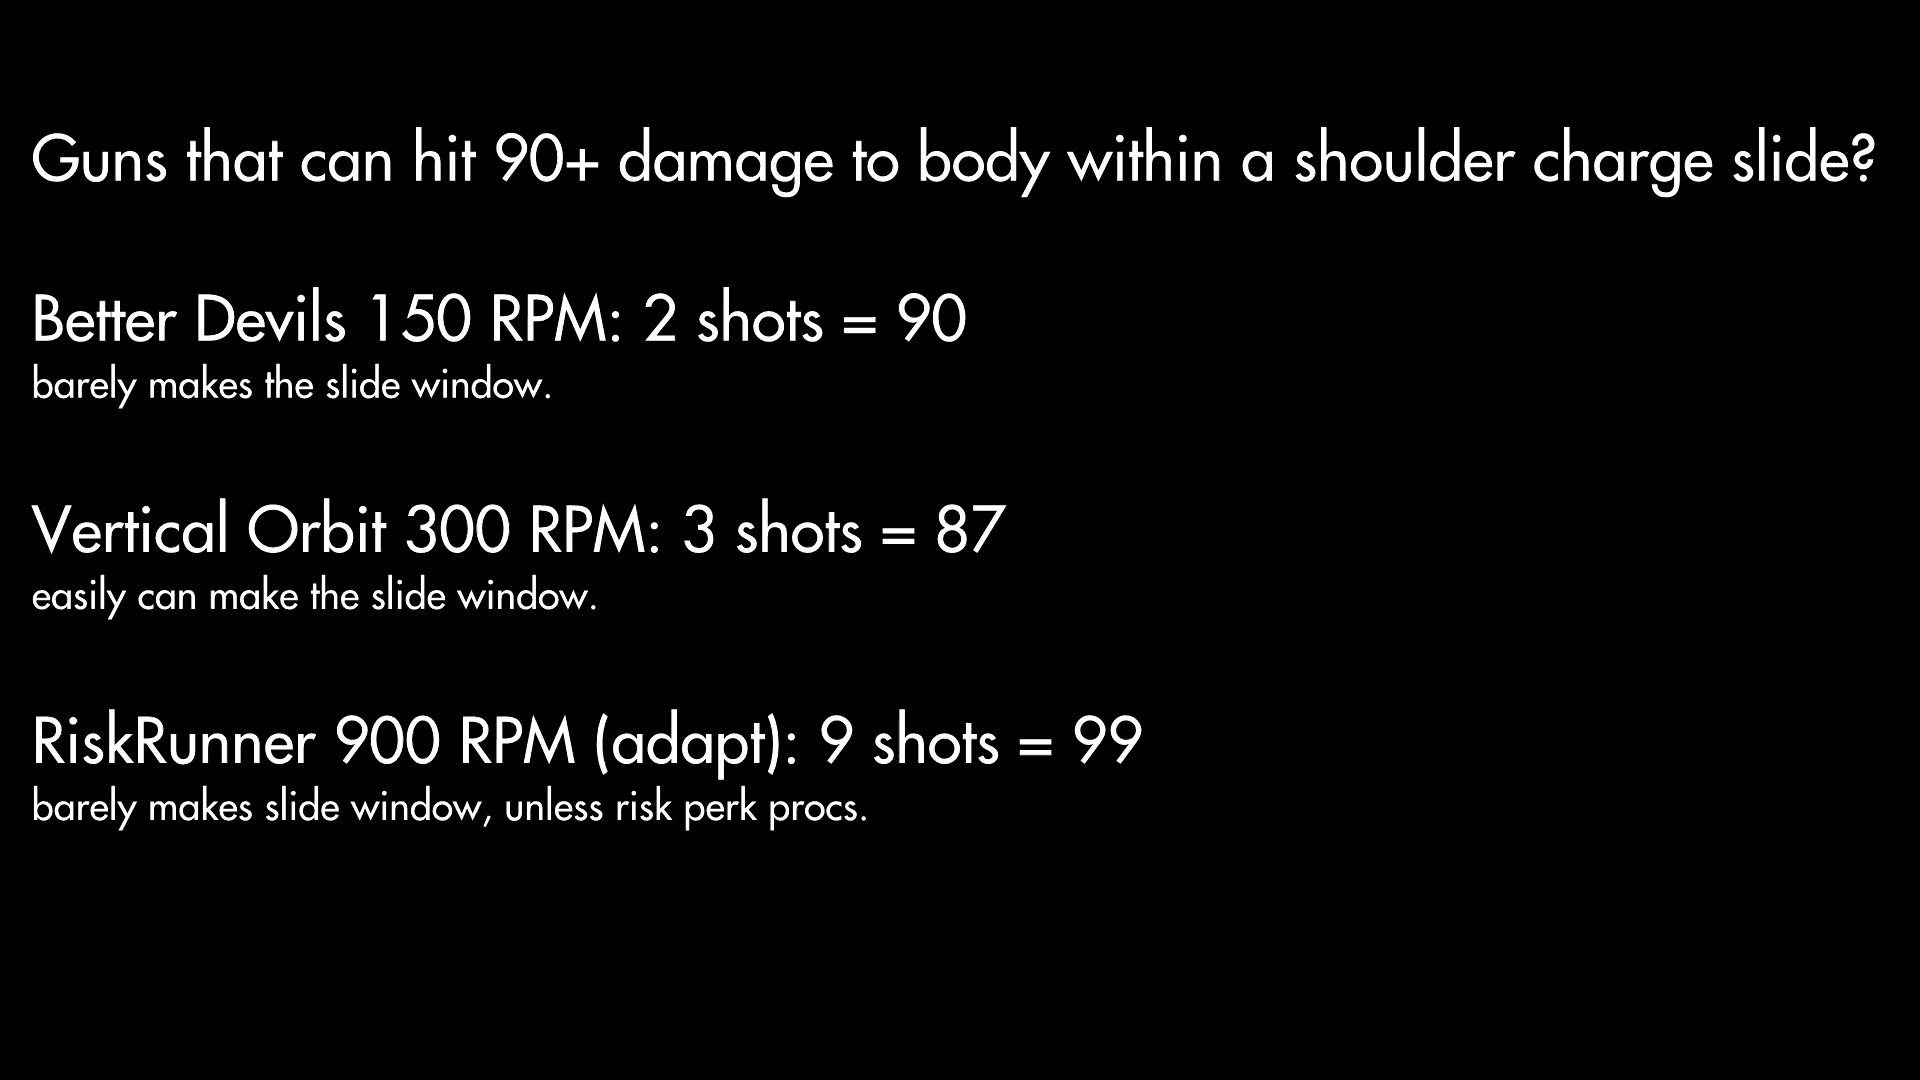 Guns that can hit 90+ damage to body within a shoulder charge slide?
Better Devils 150 RPM: 2 shots = 90
barely makes the slide window.
Vertical Orbit 300 RPM: 3 shots = 87
easily can make the slide window.
RiskRunner 900 RPM (adapt): 9 shots = 99
barely makes slide window, unless risk perk procs.